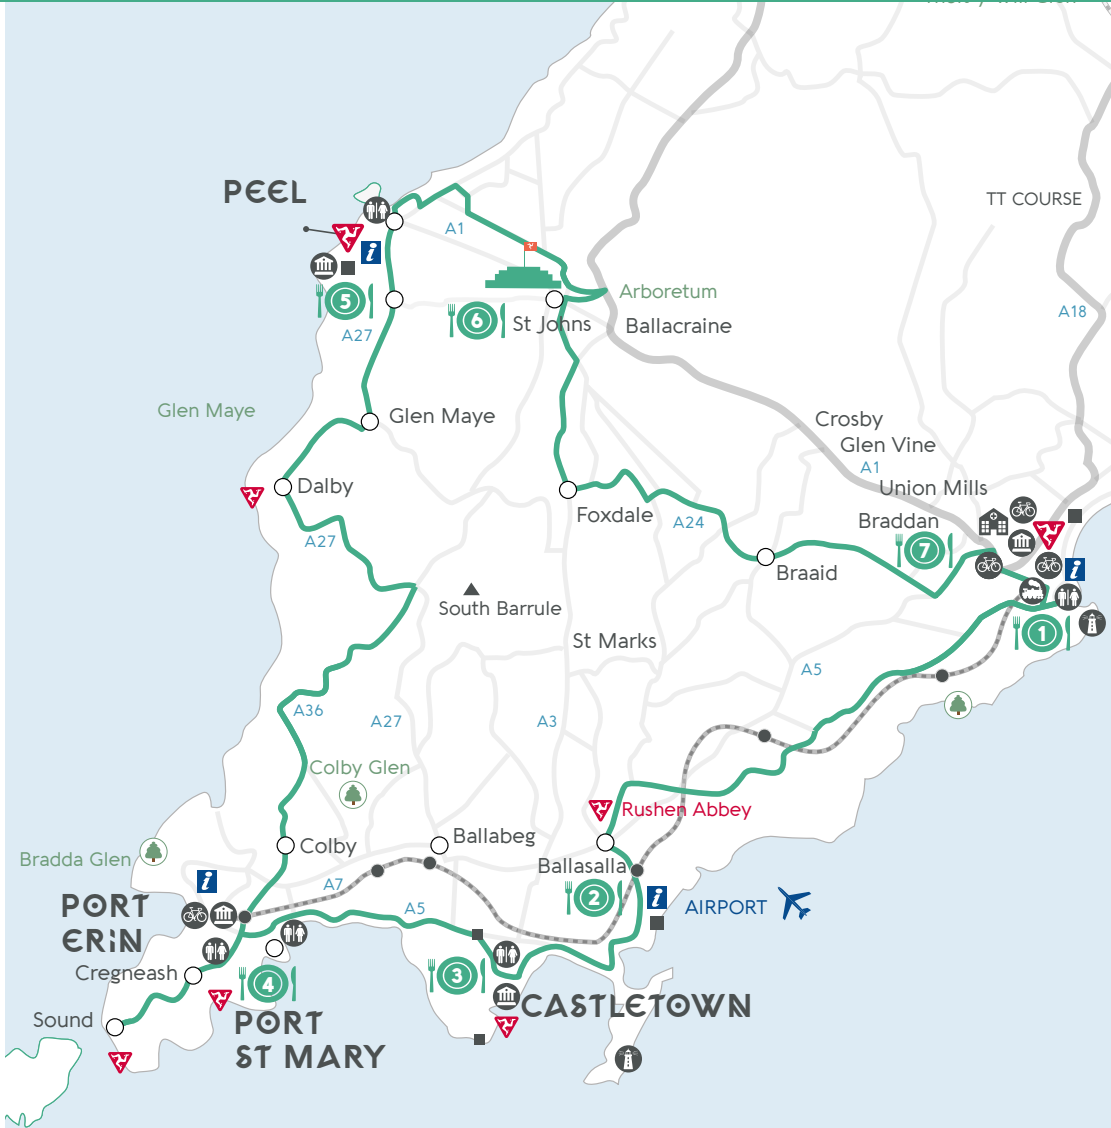 TT COURSE
PEEL
A1
Arboretum
A18
5
6
St Johns
Ballacraine
A27
Glen Maye
Glen Maye
Crosby
Glen Vine
A1
Union Mills
Dalby
Foxdale
A24
Braddan
7
A27
Braaid
i
i
South Barrule
1
St Marks
A5
A36
A27
A3
Colby Glen
Rushen Abbey
Colby
Ballabeg
Bradda Glen
Ballasalla
i
A7
2
i
AIRPORT
PORT
ERIN
A5
Cregneash
4
3
Sound
PORT
ST MARY
CASTLETOWN